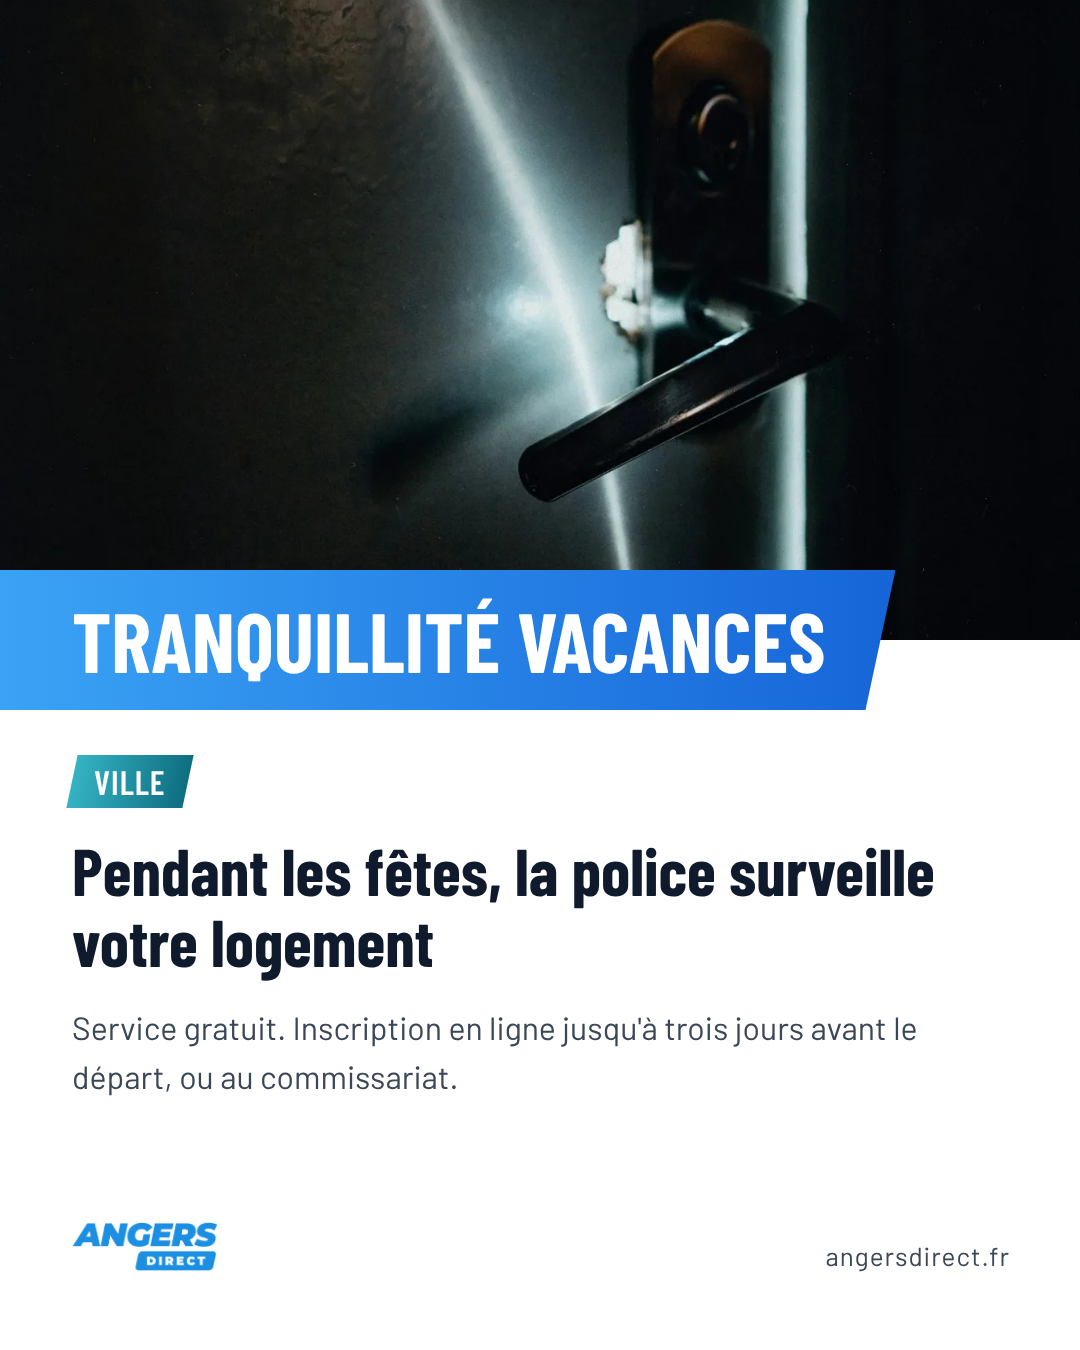 TRANQUILLITÉ VACANCES
VILLE
Pendant les fêtes, la police surveille
votre logement
Service gratuit. Inscription en ligne jusqu'à trois jours avant le
départ, ou au commissariat.
ANGERS
DIRECT
angersdirect.fr